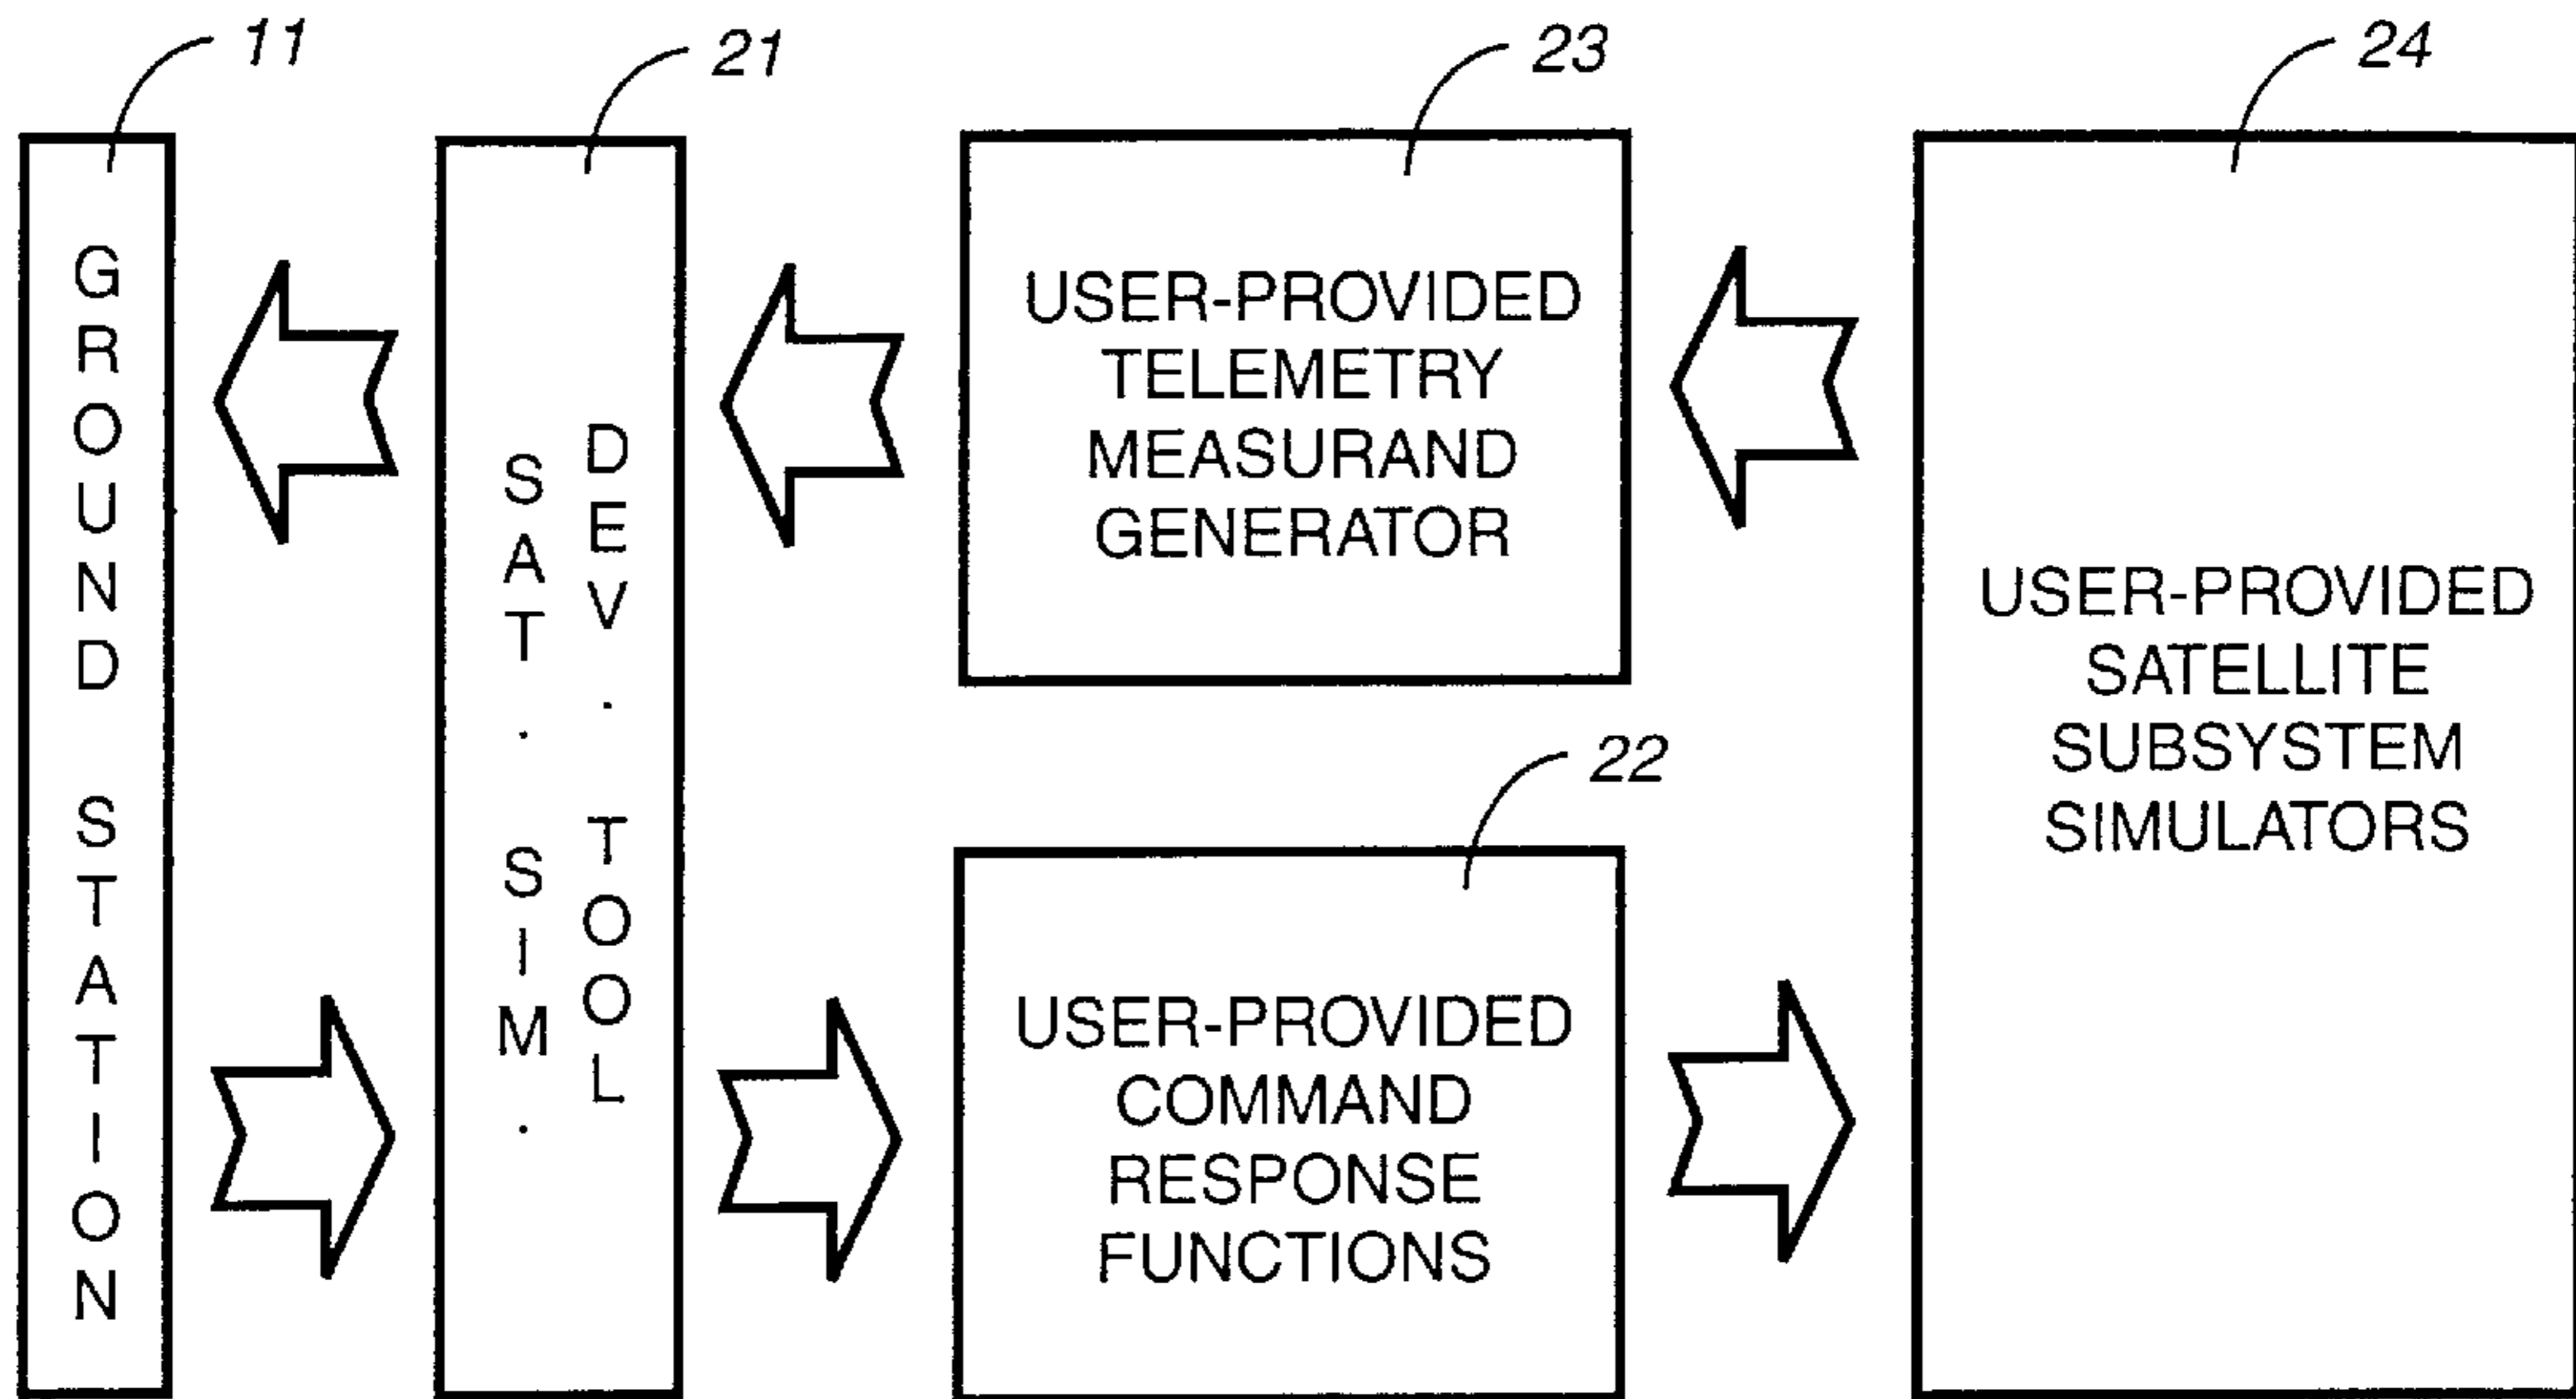 11
21
23
24
GROUND STATION
SAT. SIM.
DEV. TOOL
USER-PROVIDED
TELEMETRY
MEASURAND
GENERATOR
22
USER-PROVIDED
COMMAND
RESPONSE
FUNCTIONS
USER-PROVIDED
SATELLITE
SUBSYSTEM
SIMULATORS